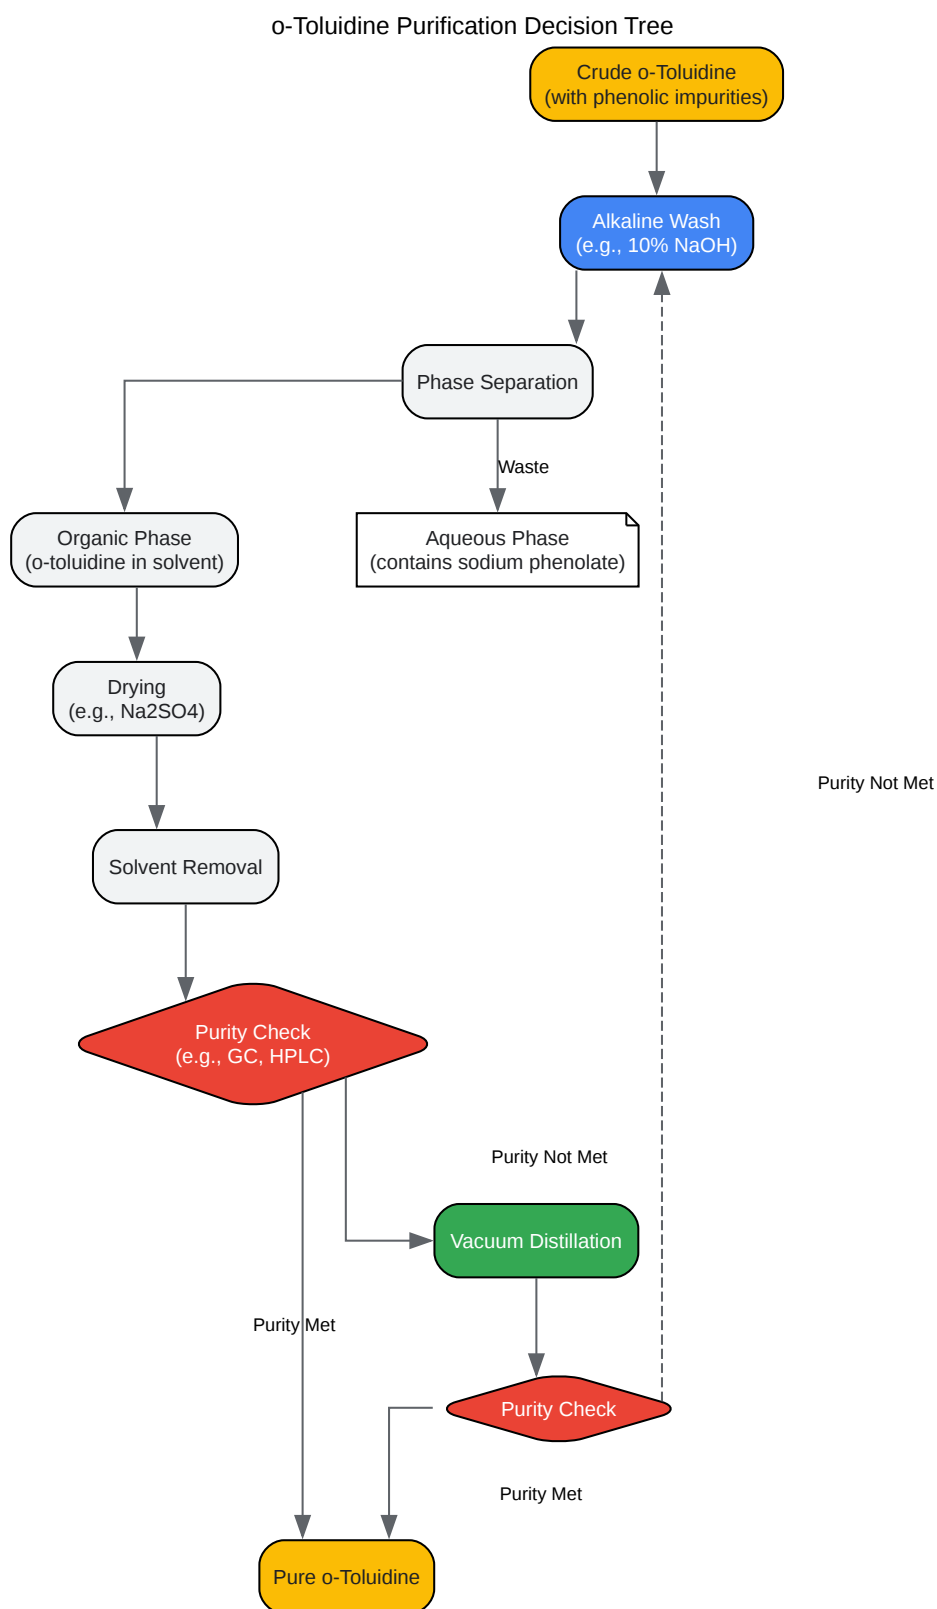 o-Toluidine Purification Decision Tree
Crude o-Toluidine
(with phenolic impurities)
Alkaline Wash
(e.g., 10% NaOH)
Phase Separation
Waste
Organic Phase
(o-toluidine in solvent)
Aqueous Phase
(contains sodium phenolate)
Drying
(e.g., Na2SO4)
Purity Not Met
Solvent Removal
Purity Check
(e.g., GC, HPLC)
Purity Not Met
Vacuum Distillation
Purity Met
Purity Check
Purity Met
Pure o-Toluidine